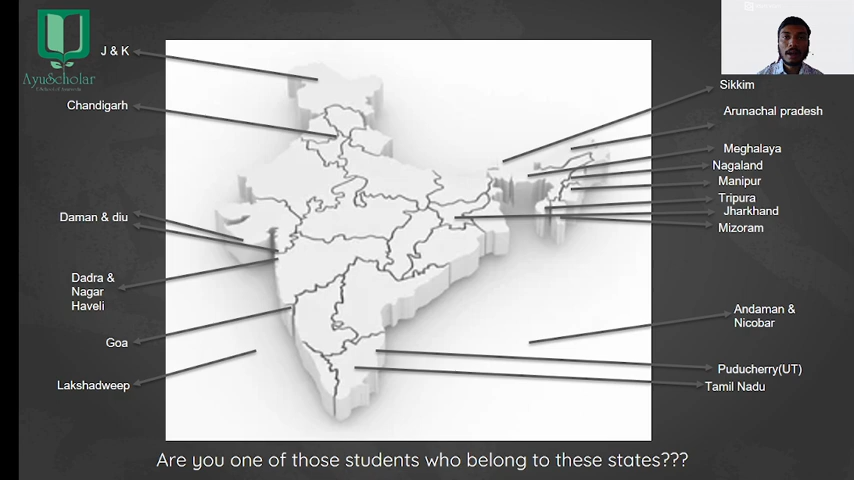 AyuScholar
J & K
Chandigarh
Daman & diu
Dadra &
Nagar
Haveli
Goa
Lakshadweep
Sikkim
Arunachal pradesh
Meghalaya
Nagaland
Manipur
Tripura
Jharkhand
Mizoram
Andaman &
Nicobar
Puducherry(UT)
Tamil Nadu
Are you one of those students who belong to these states???